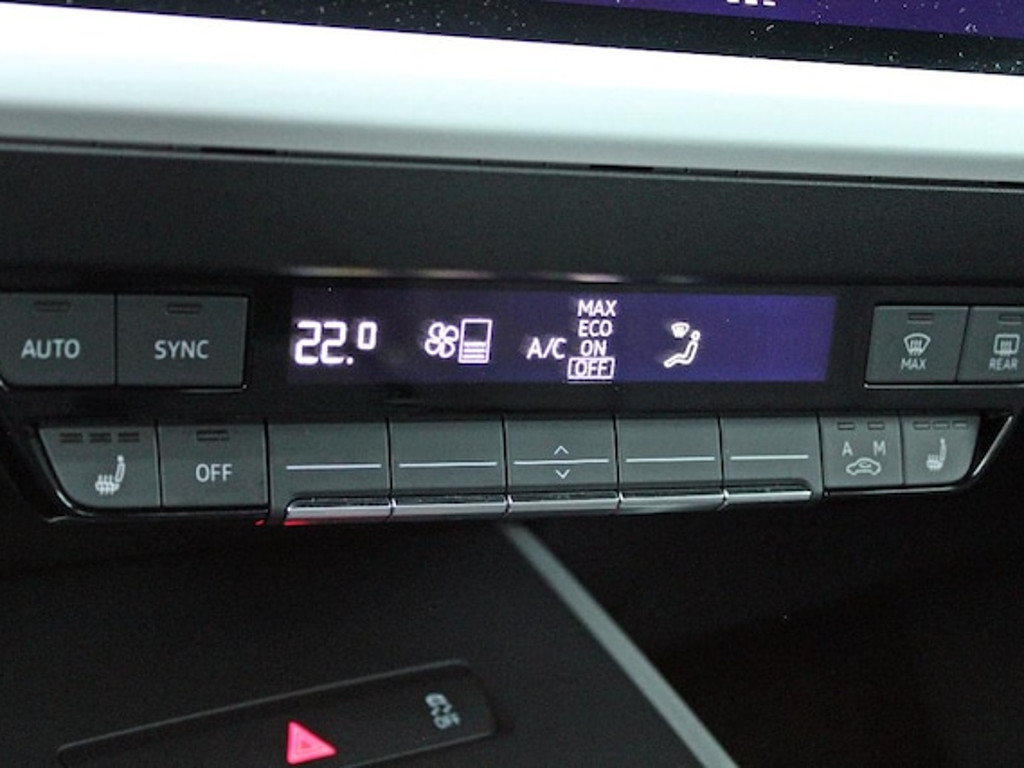 AUTO
SYNC
22.0
A/C
MAX
ECO
ON
OFF
MAX
REAR
OFF
A M